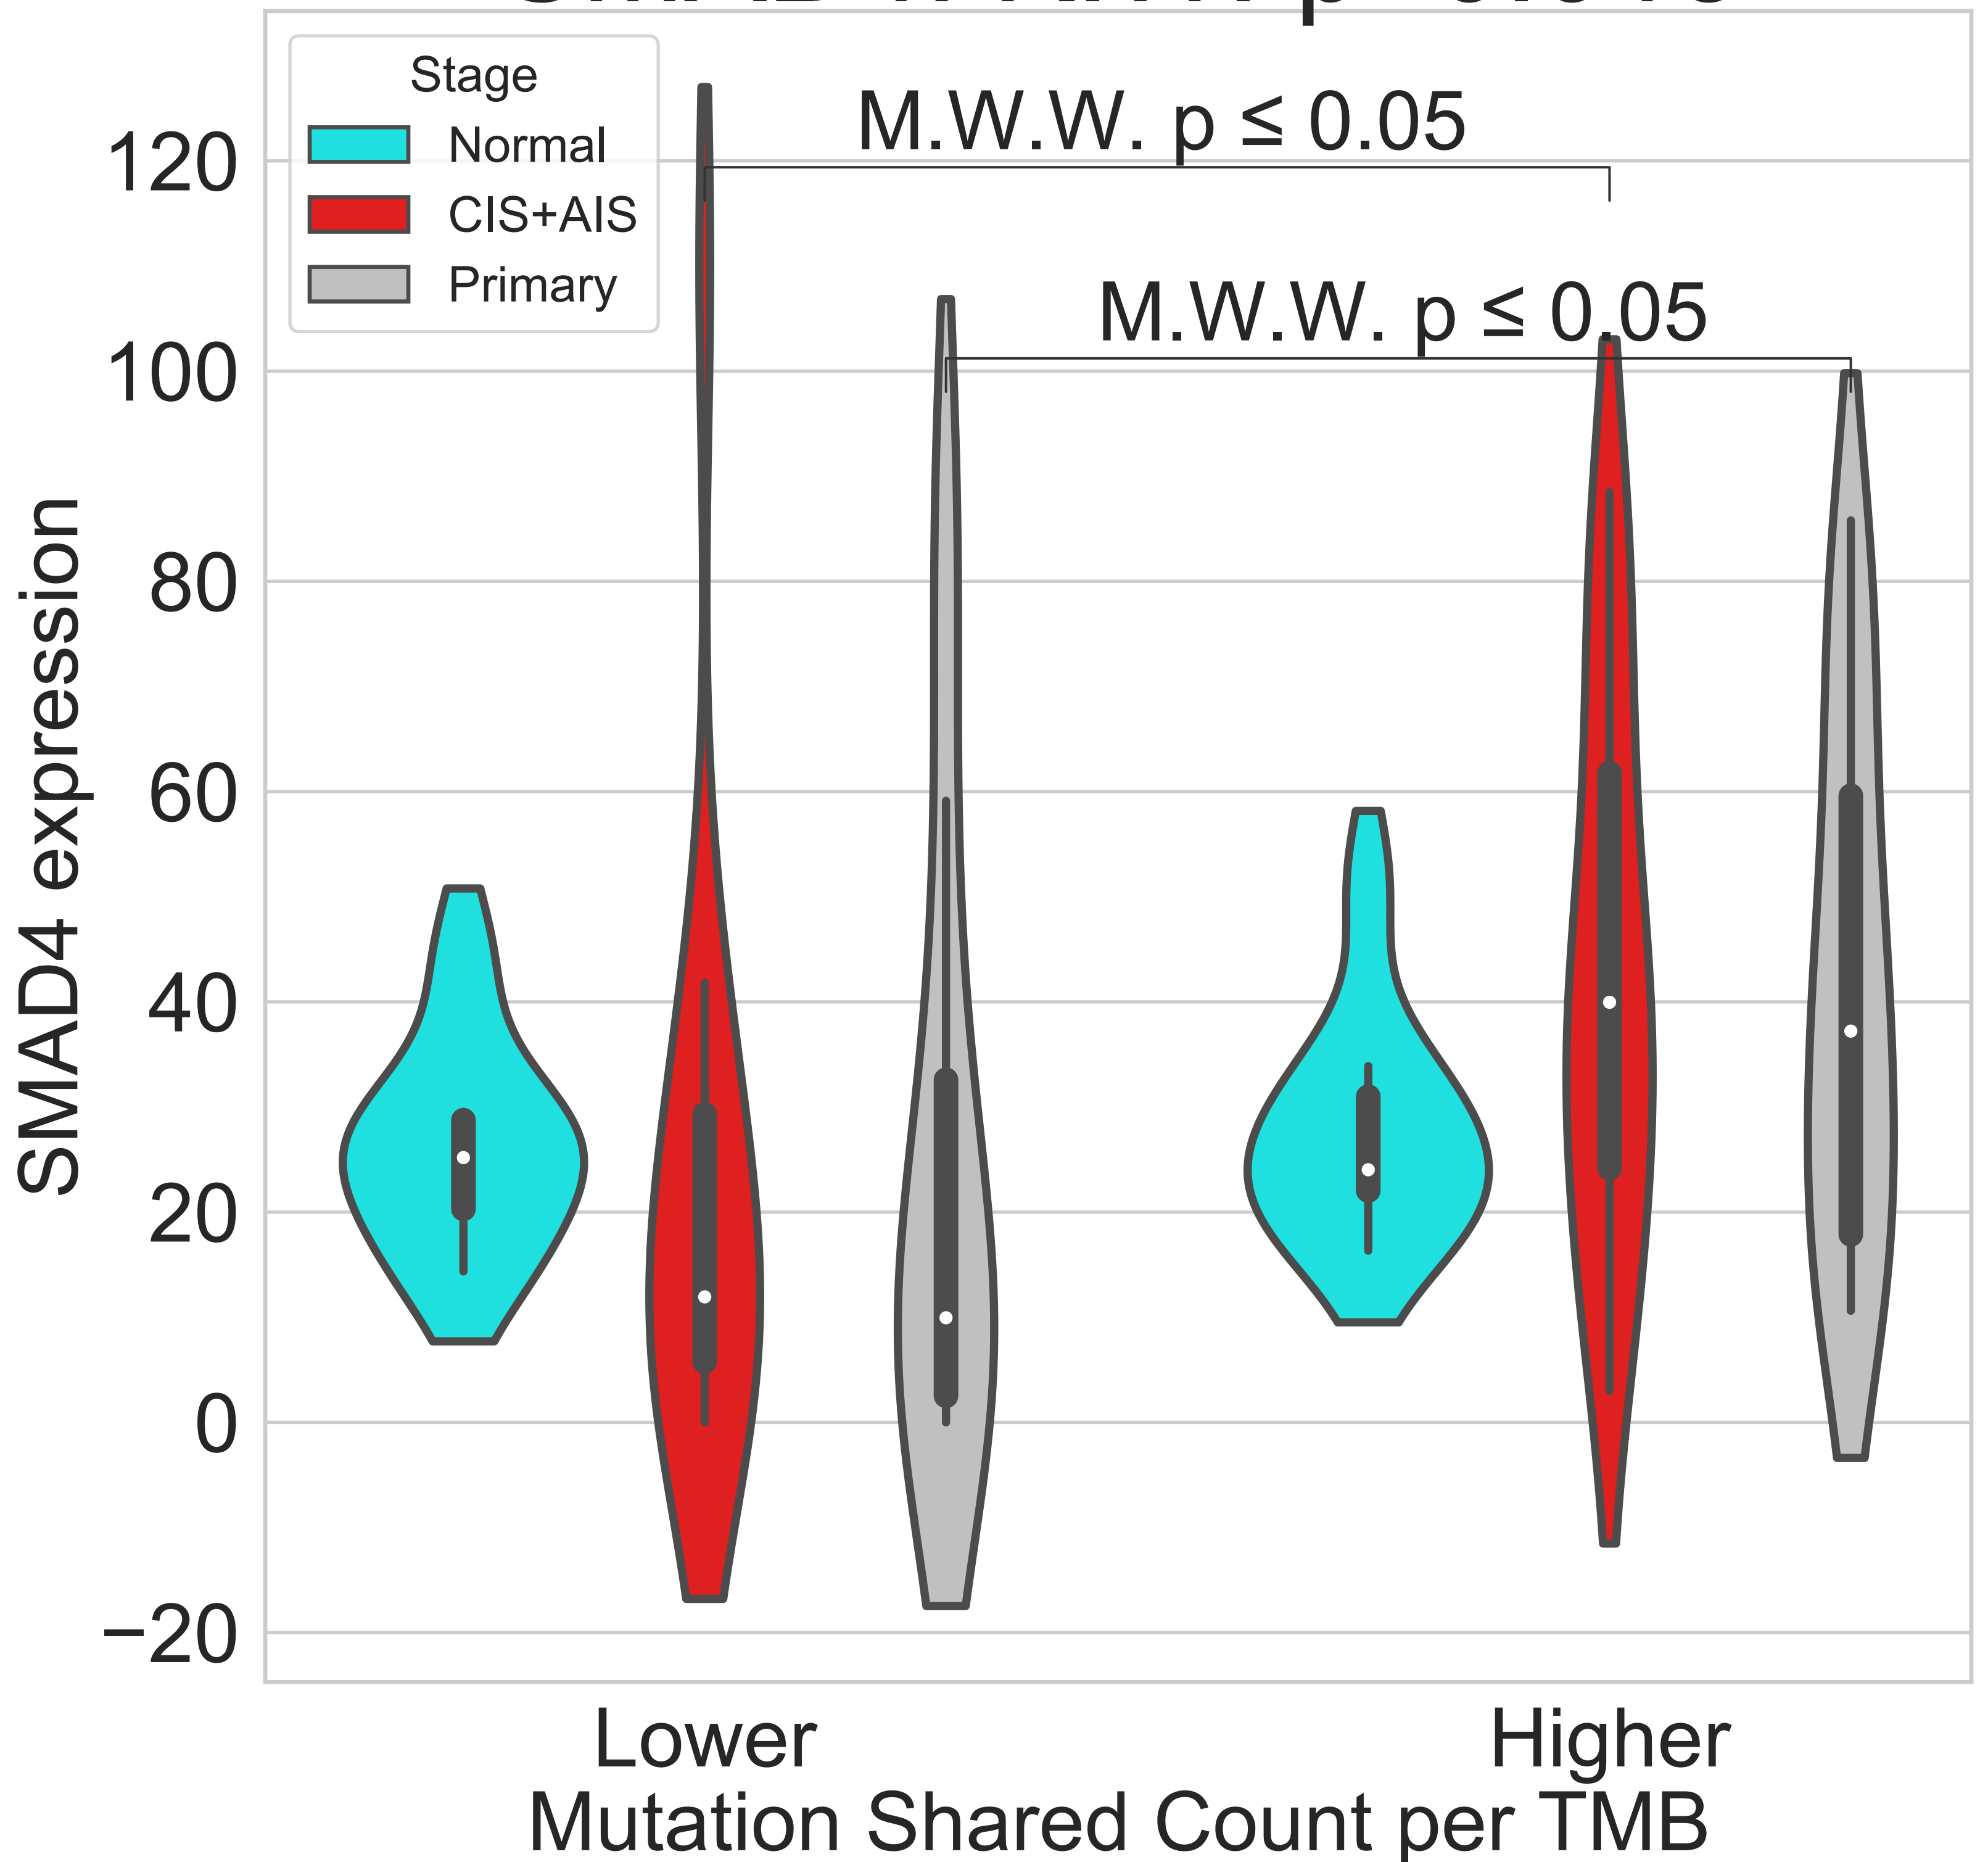 Stage
Normal
CIS+AIS
Primary
M.W.W. p ≤ 0.05
M.W.W. p ≤ 0.05
120
100
80
60
40
20
0
−20
SMAD4 expression
Lower
Higher
Mutation Shared Count per TMB